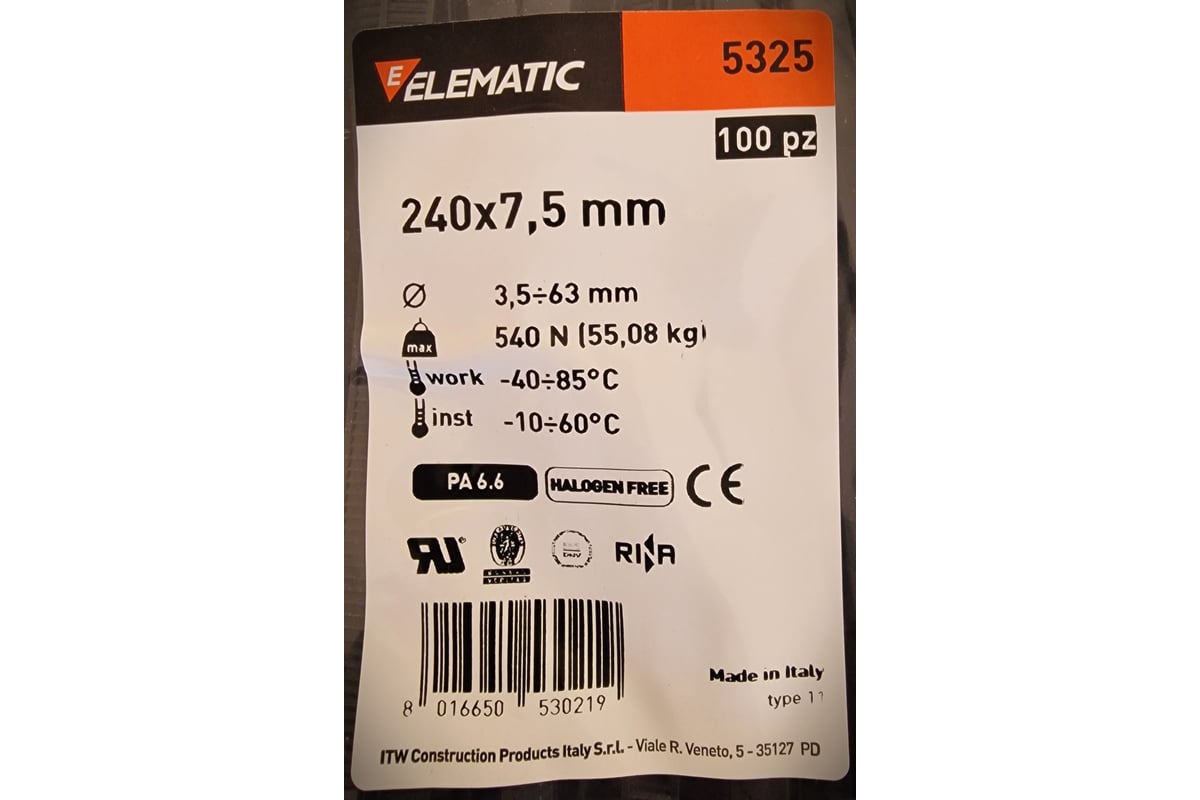 E ELEMATIC
5325
100 pz
240x7,5 mm
Ø 3,5÷63 mm
max 540 N (55,08 kg)
work -40÷85°C
inst -10÷60°C
PA 6.6 HALOGEN FREE CE
RU® DNV RINA
8 016650 530219
Made in Italy
type 11
ITW Construction Products Italy S.r.l. - Viale R. Veneto, 5 - 35127 PD